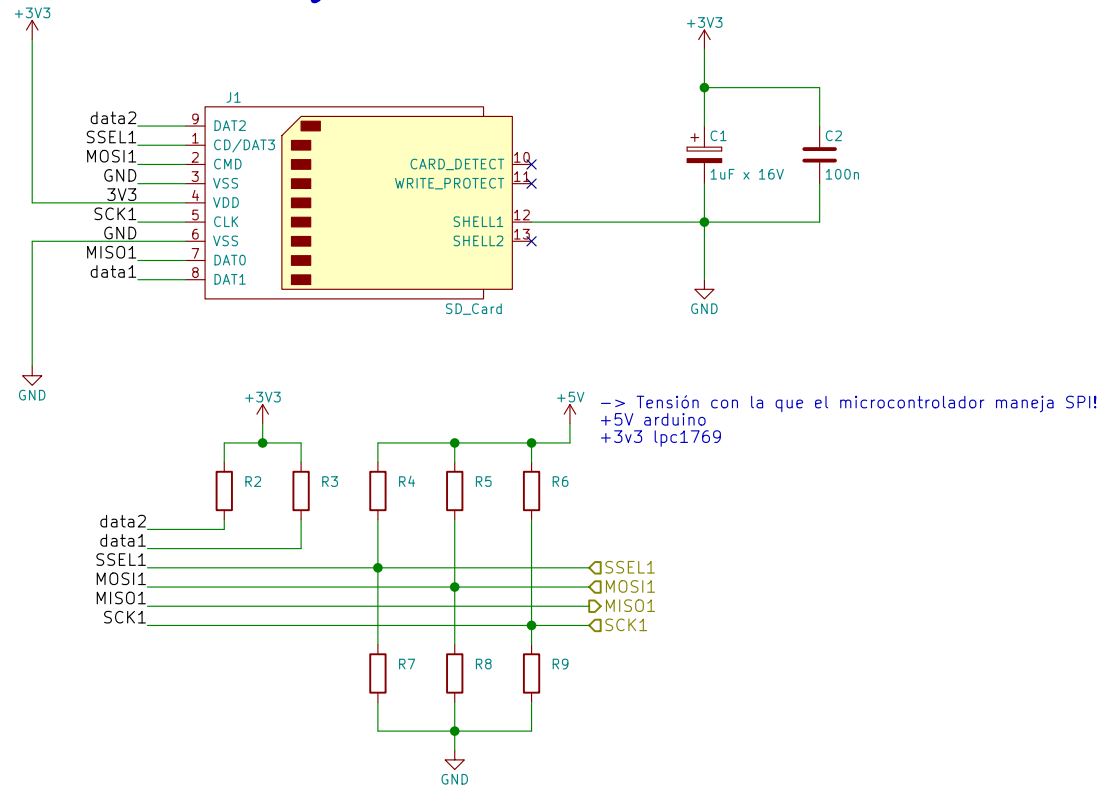 +3V3
J1
data2 9 DAT2
SSEL1 1 CD/DAT3
MOSI1 2 CMD
GND 3 VSS
3V3 4 VDD
SCK1 5 CLK
GND 6 VSS
MISO1 7 DAT0
data1 8 DAT1
CARD_DETECT 10
WRITE_PROTECT 11
SHELL1 12
SHELL2 13
SD_Card
GND
+3V3
+ C1
1uF x 16V
C2
100n
GND
+3V3
R2
R3
+5V
-> Tensión con la que el microcontrolador maneja SPI!
+5V arduino
+3v3 lpc1769
R4
R5
R6
data2
data1
SSEL1
MOSI1
MISO1
SCK1
SSEL1
MOSI1
MISO1
SCK1
R7
R8
R9
GND